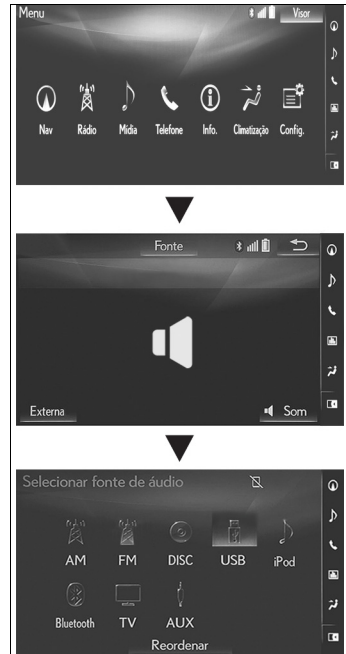 Menu
Visor
Nav Rádio Mídia Telefone Info. Climatização Config.
Fonte
Externa Som
Selecionar fonte de áudio
AM FM DISC USB iPod
Bluetooth TV AUX
Reordenar